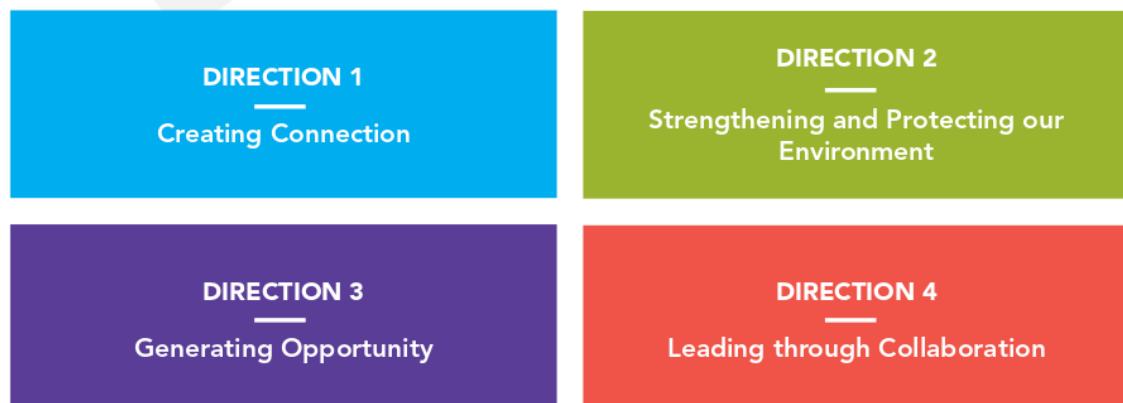 DIRECTION 1
Creating Connection
DIRECTION 2
Strengthening and Protecting our
Environment
DIRECTION 3
Generating Opportunity
DIRECTION 4
Leading through Collaboration